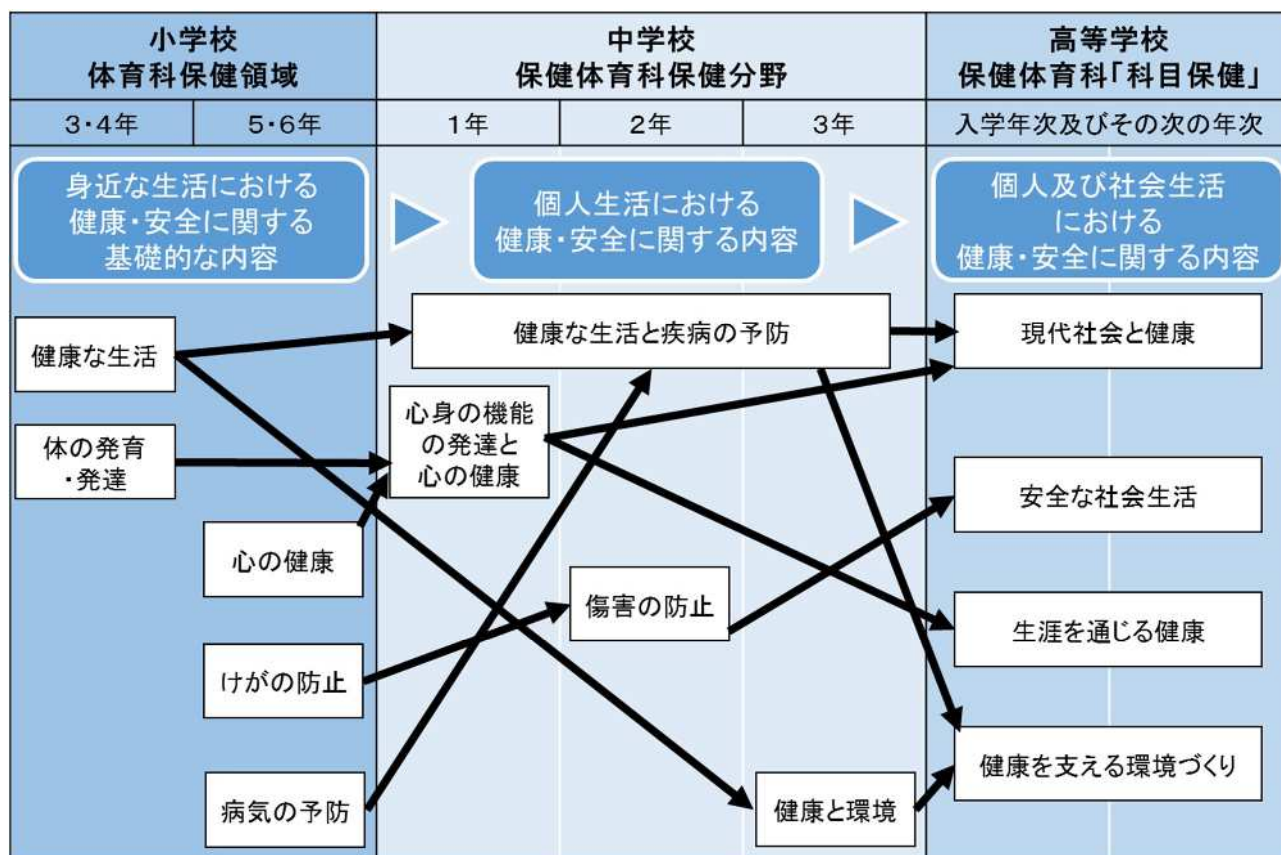 小学校
体育科保健領域
中学校
保健体育科保健分野
高等学校
保健体育科「科目保健」
3・4年
5・6年
1年
2年
3年
入学年次及びその次の年次
身近な生活における
健康・安全に関する
基礎的な内容
個人生活における
健康・安全に関する内容
個人及び社会生活
における
健康・安全に関する内容
健康な生活
体の発育
・発達
心の健康
けがの防止
病気の予防
健康な生活と疾病の予防
心身の機能
の発達と
心の健康
傷害の防止
健康と環境
現代社会と健康
安全な社会生活
生涯を通じる健康
健康を支える環境づくり